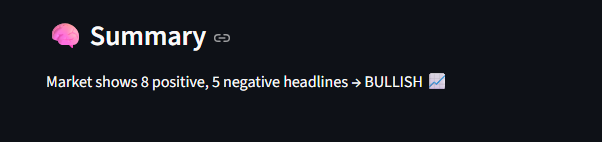 🧠 Summary
Market shows 8 positive, 5 negative headlines → BULLISH 📈